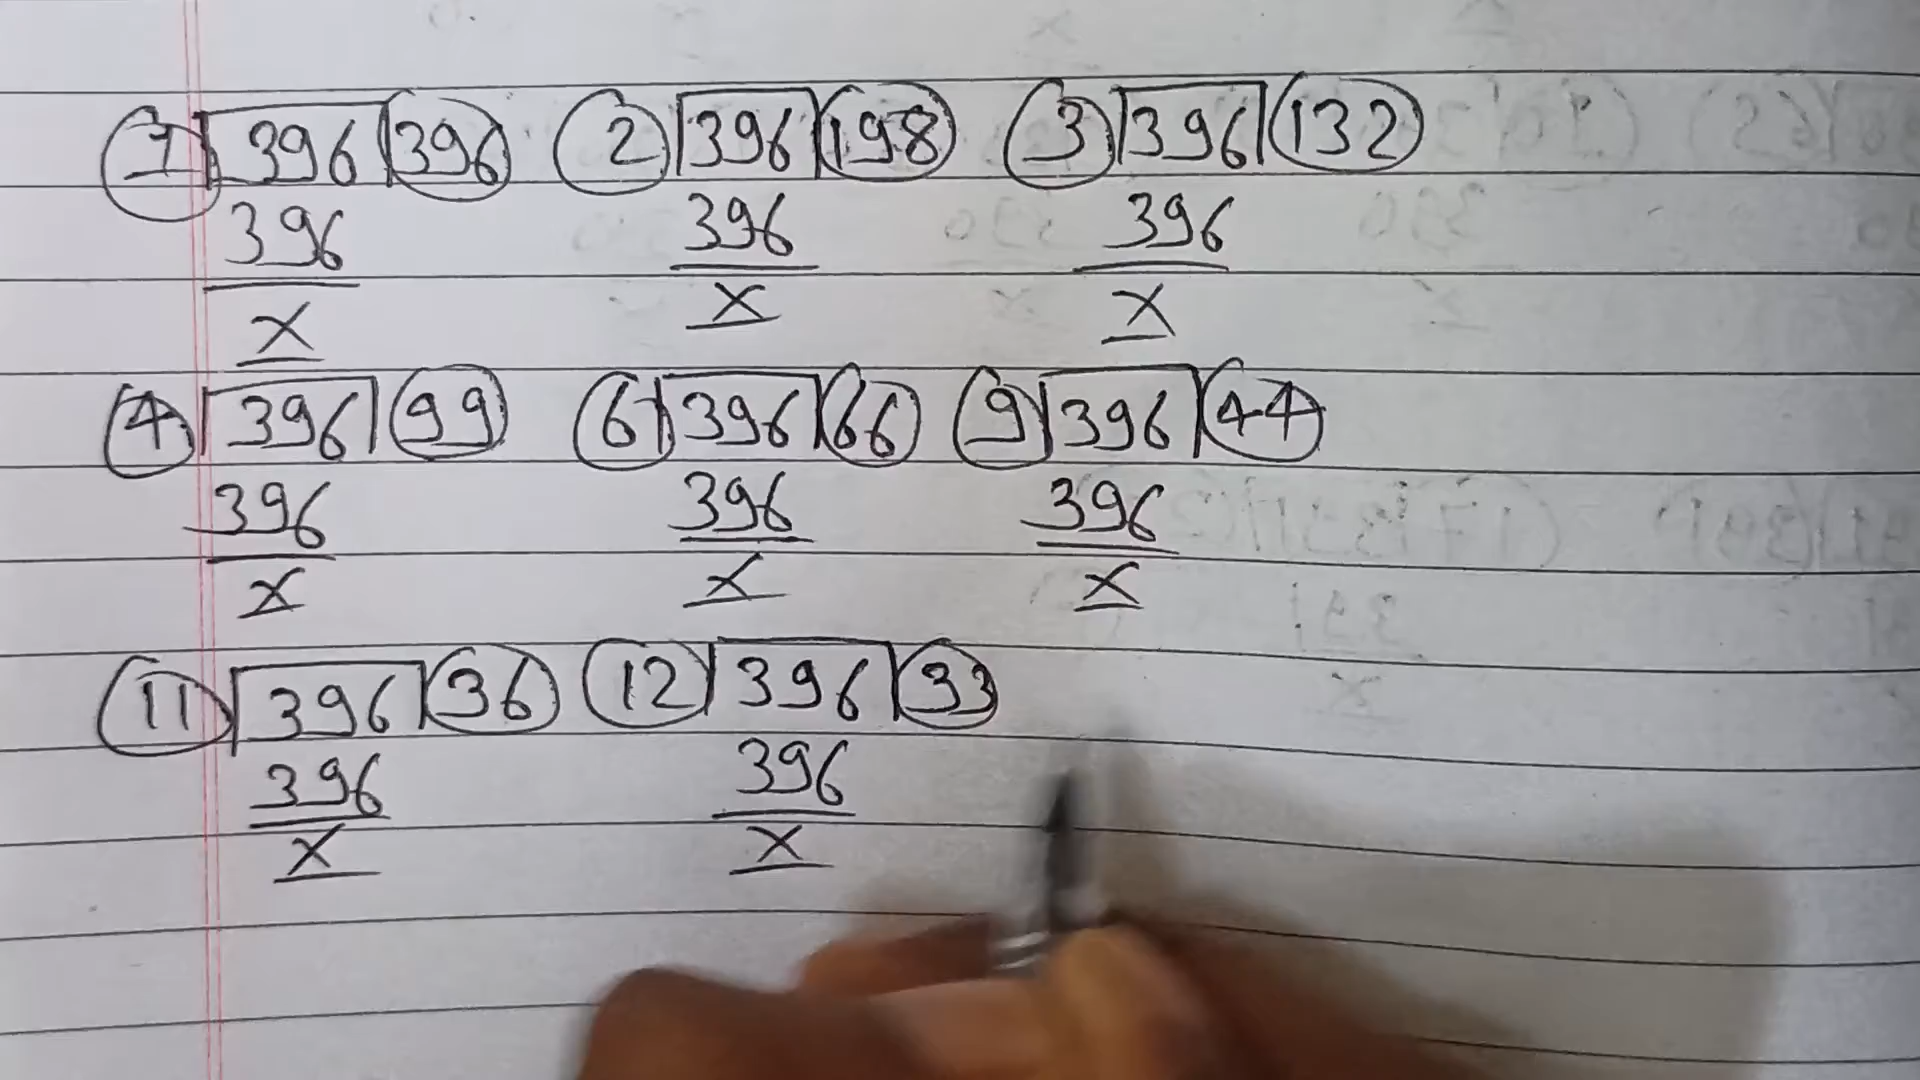 1 396 396 2 396 198 3 396 132
396 396 396
x x x
4 396 99 6 396 66 9 396 44
396 396 396
x x x
11 396 36 12 396 33
396 396
x x